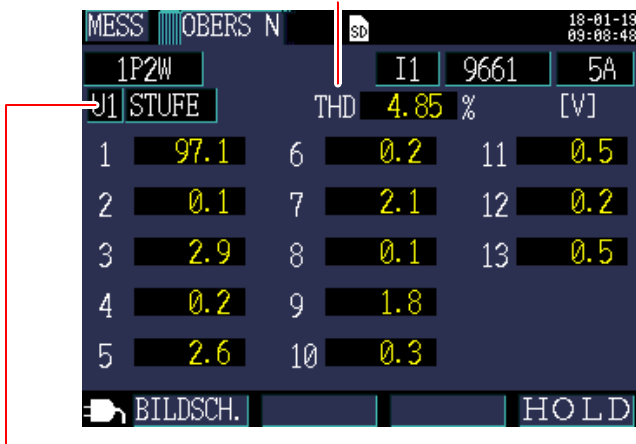 MESS OBERS N SD 18-01-19
09:08:48
1P2W I1 9661 5A
U1 STUFE THD 4.85 % [V]
1 97.1 6 0.2 11 0.5
2 0.1 7 2.1 12 0.2
3 2.9 8 0.1 13 0.5
4 0.2 9 1.8
5 2.6 10 0.3
BILDSCH. HOLD